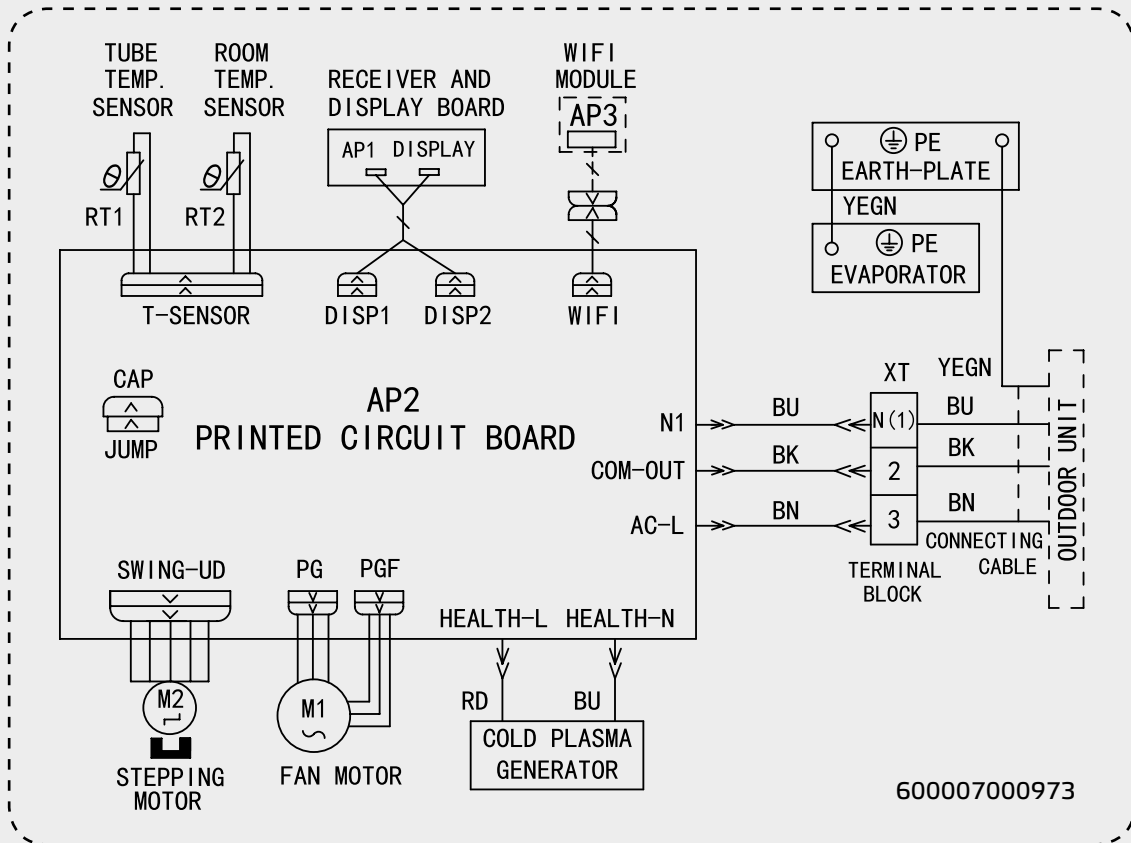 TUBE
TEMP.
SENSOR
ROOM
TEMP.
SENSOR
RECEIVER AND
DISPLAY BOARD
AP1 DISPLAY
WIFI
MODULE
AP3
RT1
RT2
PE
EARTH-PLATE
YEGN
PE
EVAPORATOR
T-SENSOR
DISP1
DISP2
WIFI
CAP
JUMP
AP2
PRINTED CIRCUIT BOARD
N1
COM-OUT
AC-L
BU
BK
BN
XT
N(1)
2
3
TERMINAL
BLOCK
YEGN
BU
BK
BN
CONNECTING
CABLE
OUTDOOR UNIT
SWING-UD
PG
PGF
HEALTH-L
HEALTH-N
M2
STEPPING
MOTOR
M1
FAN MOTOR
RD
BU
COLD PLASMA
GENERATOR
600007000973